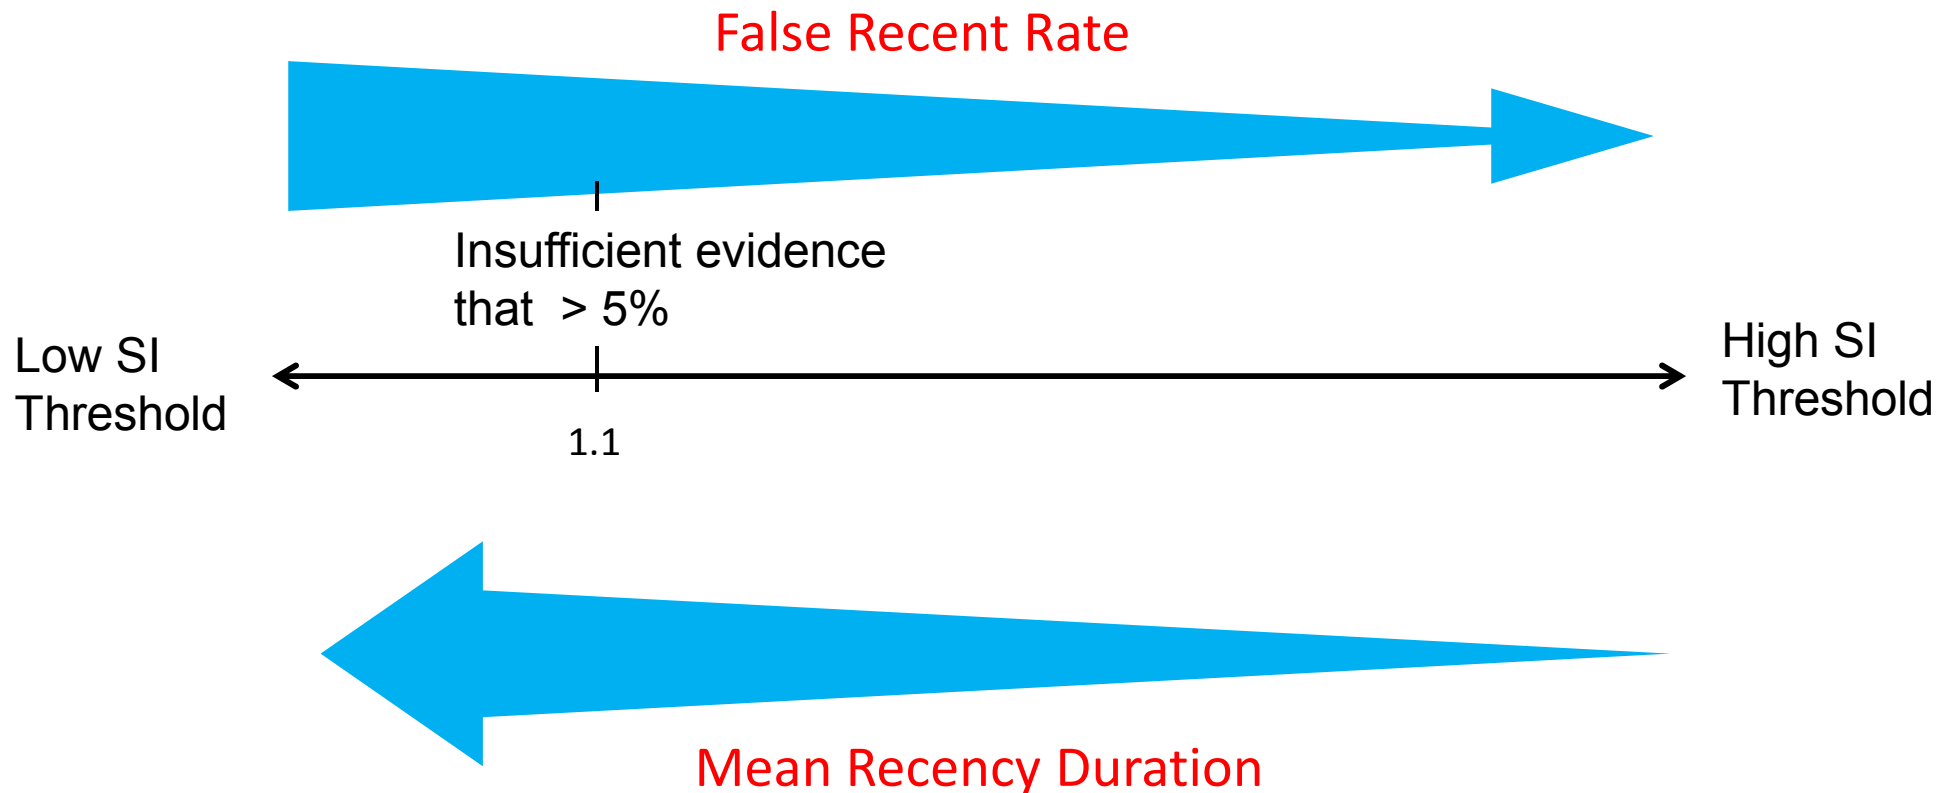 False Recent Rate
Insufficient evidence
that  > 5%
Low SI
Threshold
High SI
Threshold
1.1
Mean Recency Duration